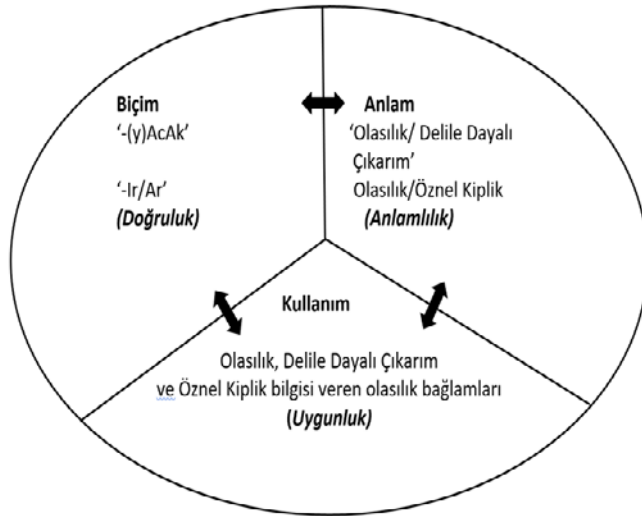 Biçim
'-(y)AcAk'
'-Ir/Ar'
(Doğruluk)
Anlam
'Olasılık/ Delile Dayalı
Çıkarım'
Olasılık/Öznel Kiplik
(Anlamlılık)
Kullanım
Olasılık, Delile Dayalı Çıkarım
ve Öznel Kiplik bilgisi veren olasılık bağlamları
(Uygunluk)